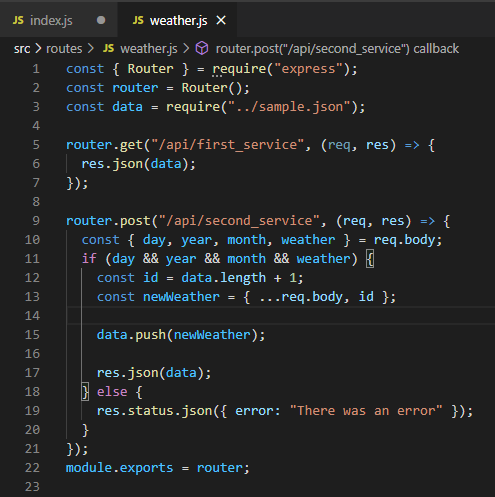 JS index.js ●
JS weather.js ×
src > routes > JS weather.js > router.post("/api/second_service") callback
1 const { Router } = require("express");
2 const router = Router();
3 const data = require("../sample.json");
4
5 router.get("/api/first_service", (req, res) => {
6   res.json(data);
7 });
8
9 router.post("/api/second_service", (req, res) => {
10   const { day, year, month, weather } = req.body;
11   if (day && year && month && weather) {
12     const id = data.length + 1;
13     const newWeather = { ...req.body, id };
14
15     data.push(newWeather);
16
17     res.json(data);
18   } else {
19     res.status.json({ error: "There was an error" });
20   }
21 });
22 module.exports = router;
23